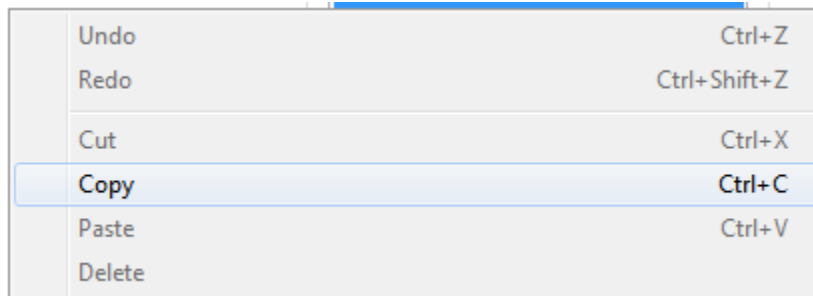 Undo Ctrl+Z
Redo Ctrl+Shift+Z
Cut Ctrl+X
Copy Ctrl+C
Paste Ctrl+V
Delete